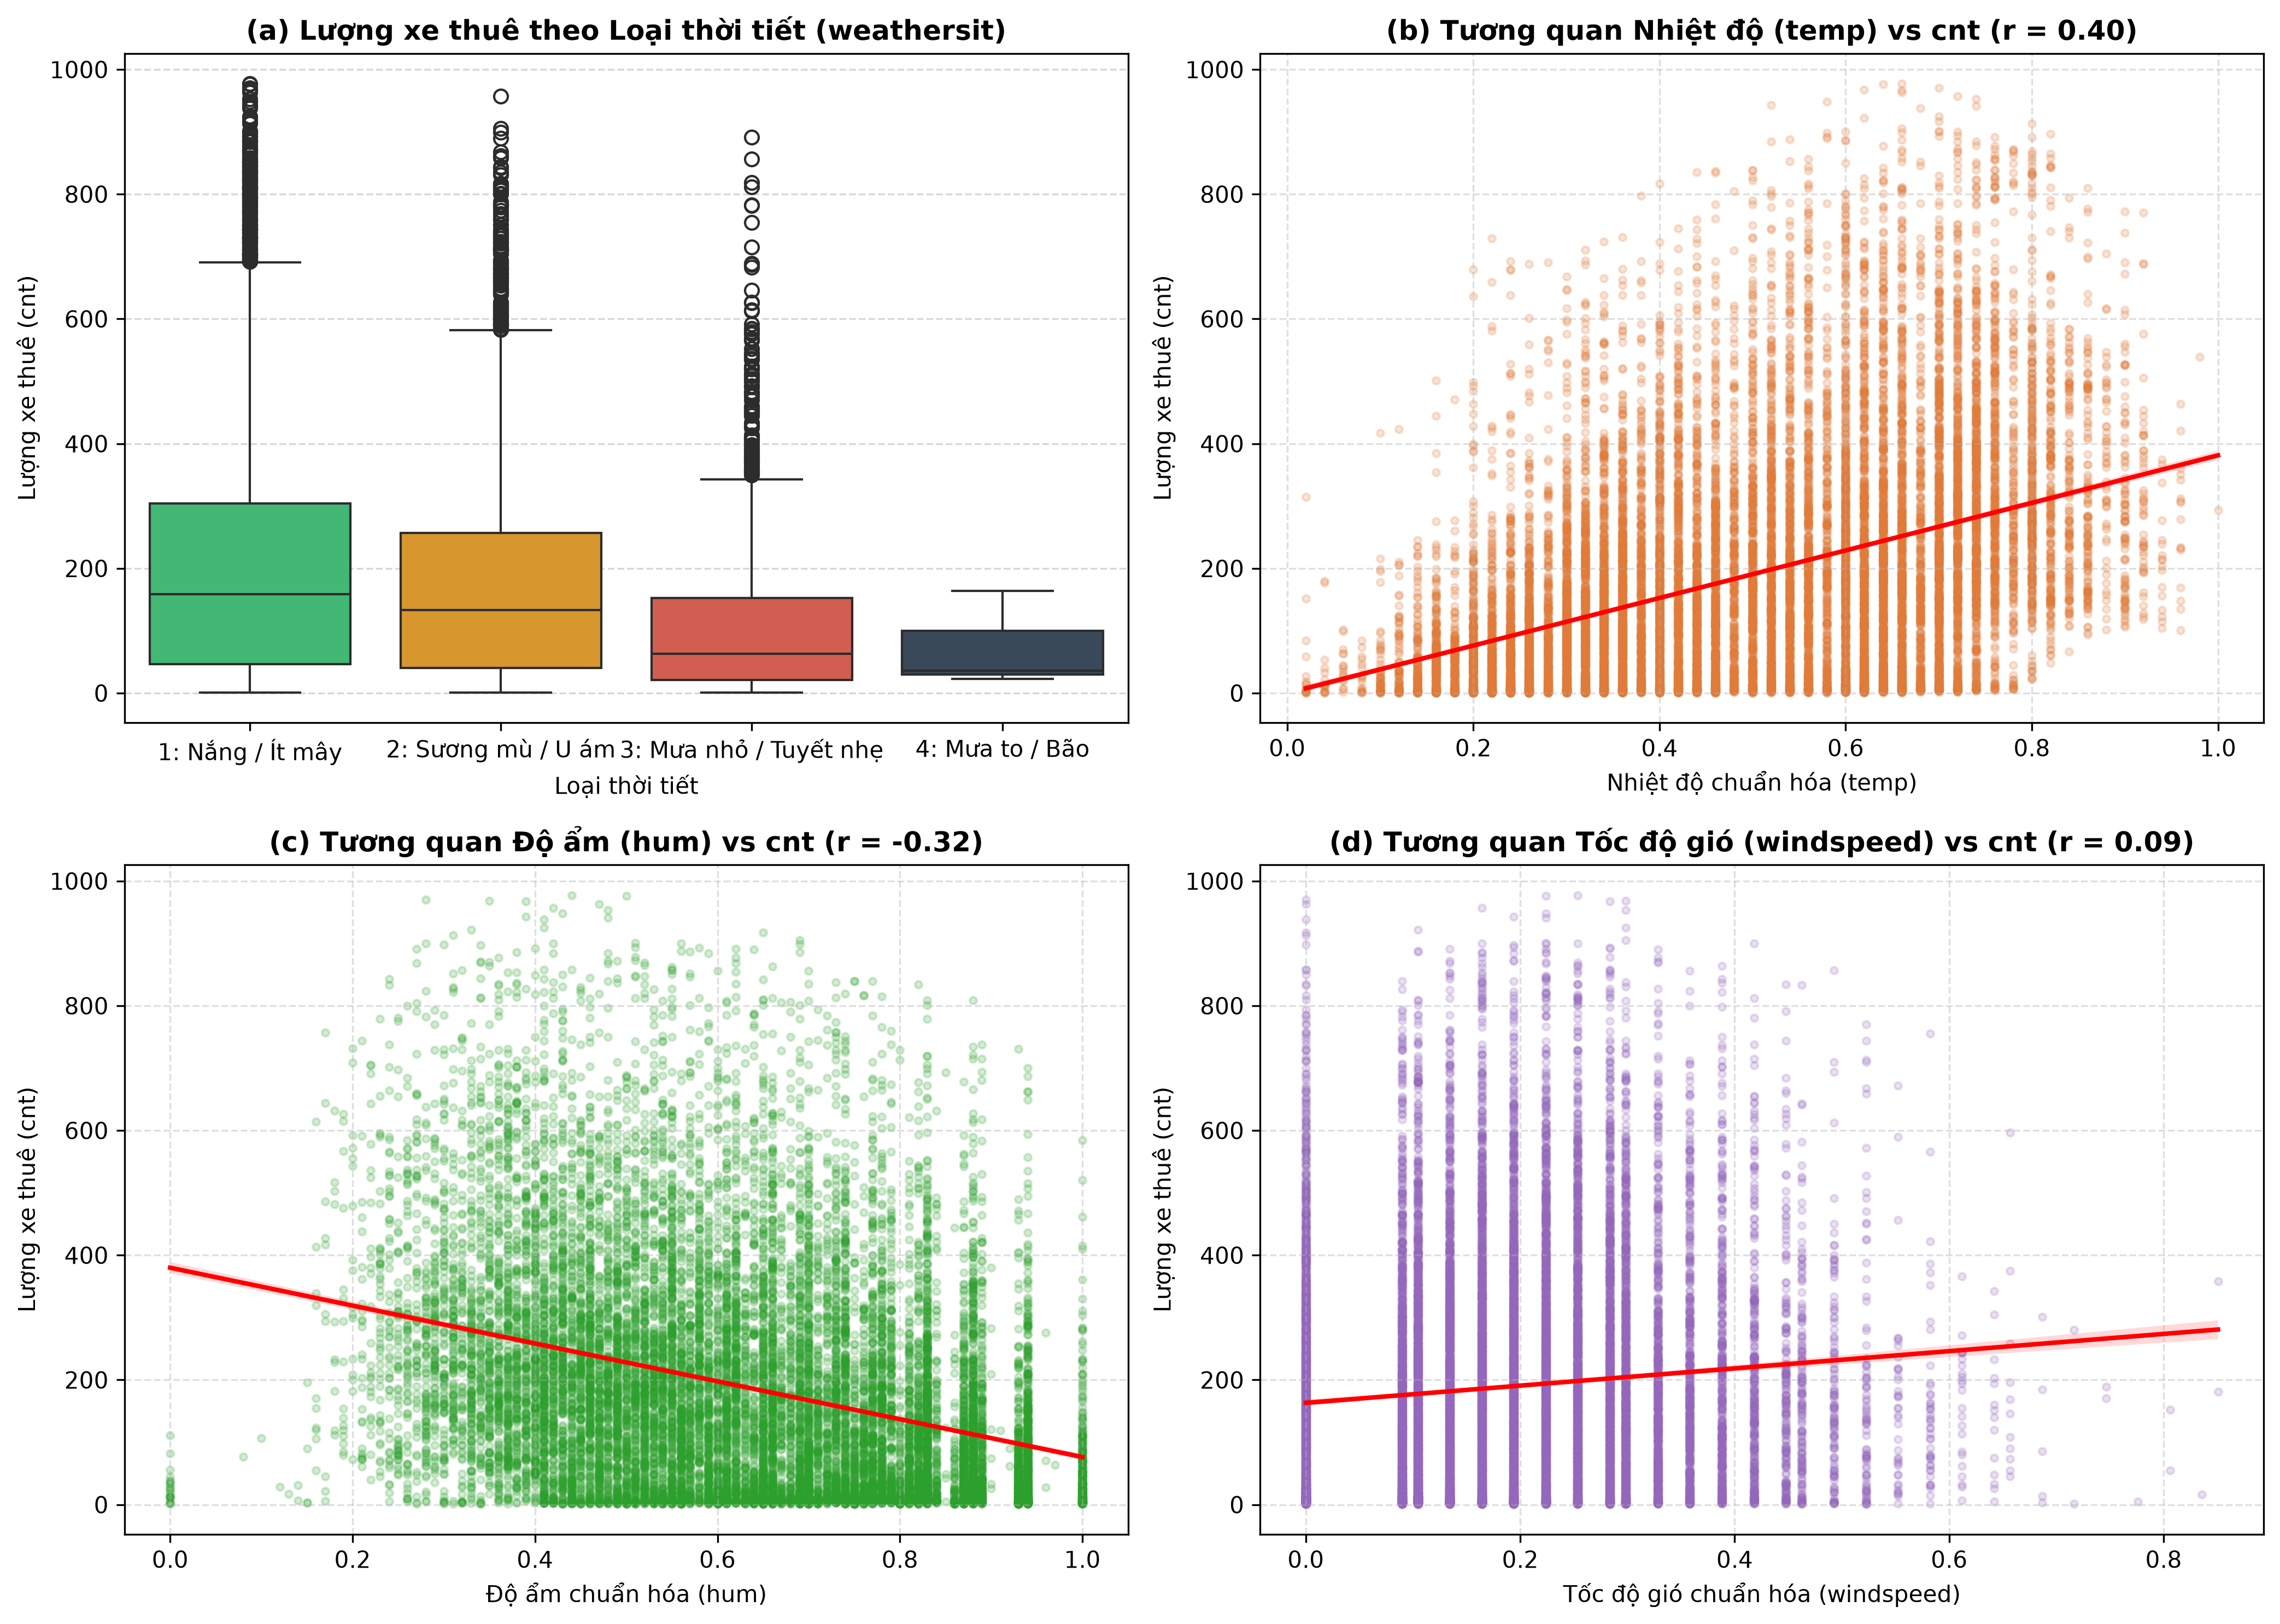 (a) Lượng xe thuê theo Loại thời tiết (weathersit)
Lượng xe thuê (cnt)
1000
800
600
400
200
0
1: Nắng / Ít mây
2: Sương mù / U ám
3: Mưa nhỏ / Tuyết nhẹ
4: Mưa to / Bão
Loại thời tiết
(b) Tương quan Nhiệt độ (temp) vs cnt (r = 0.40)
Lượng xe thuê (cnt)
1000
800
600
400
200
0
0.0 0.2 0.4 0.6 0.8 1.0
Nhiệt độ chuẩn hóa (temp)
(c) Tương quan Độ ẩm (hum) vs cnt (r = -0.32)
Lượng xe thuê (cnt)
1000
800
600
400
200
0
0.0 0.2 0.4 0.6 0.8 1.0
Độ ẩm chuẩn hóa (hum)
(d) Tương quan Tốc độ gió (windspeed) vs cnt (r = 0.09)
Lượng xe thuê (cnt)
1000
800
600
400
200
0
0.0 0.2 0.4 0.6 0.8
Tốc độ gió chuẩn hóa (windspeed)